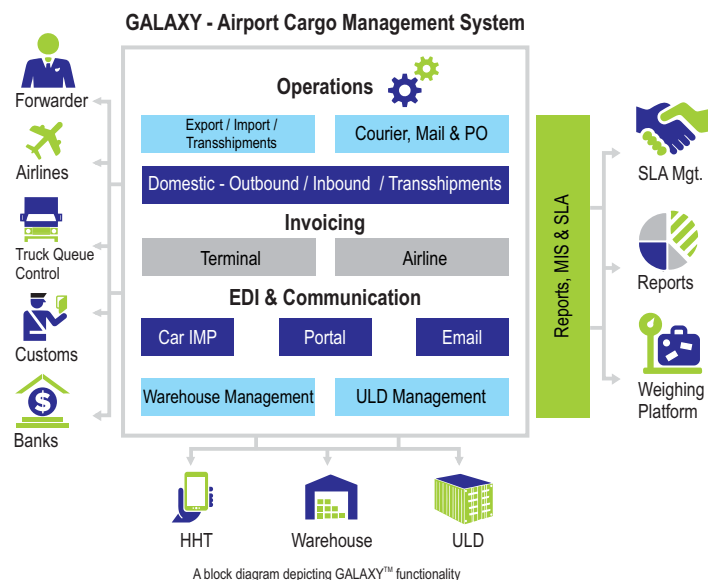 GALAXY - Airport Cargo Management System
Forwarder
Airlines
Truck Queue
Control
Customs
$
Banks
Operations
Export / Import /
Transshipments
Courier, Mail & PO
Domestic - Outbound / Inbound / Transshipments
Invoicing
Terminal
Airline
EDI & Communication
Car IMP
Portal
Email
Warehouse Management
ULD Management
Reports, MIS & SLA
SLA Mgt.
Reports
Weighing
Platform
HHT
Warehouse
ULD
A block diagram depicting GALAXY™ functionality